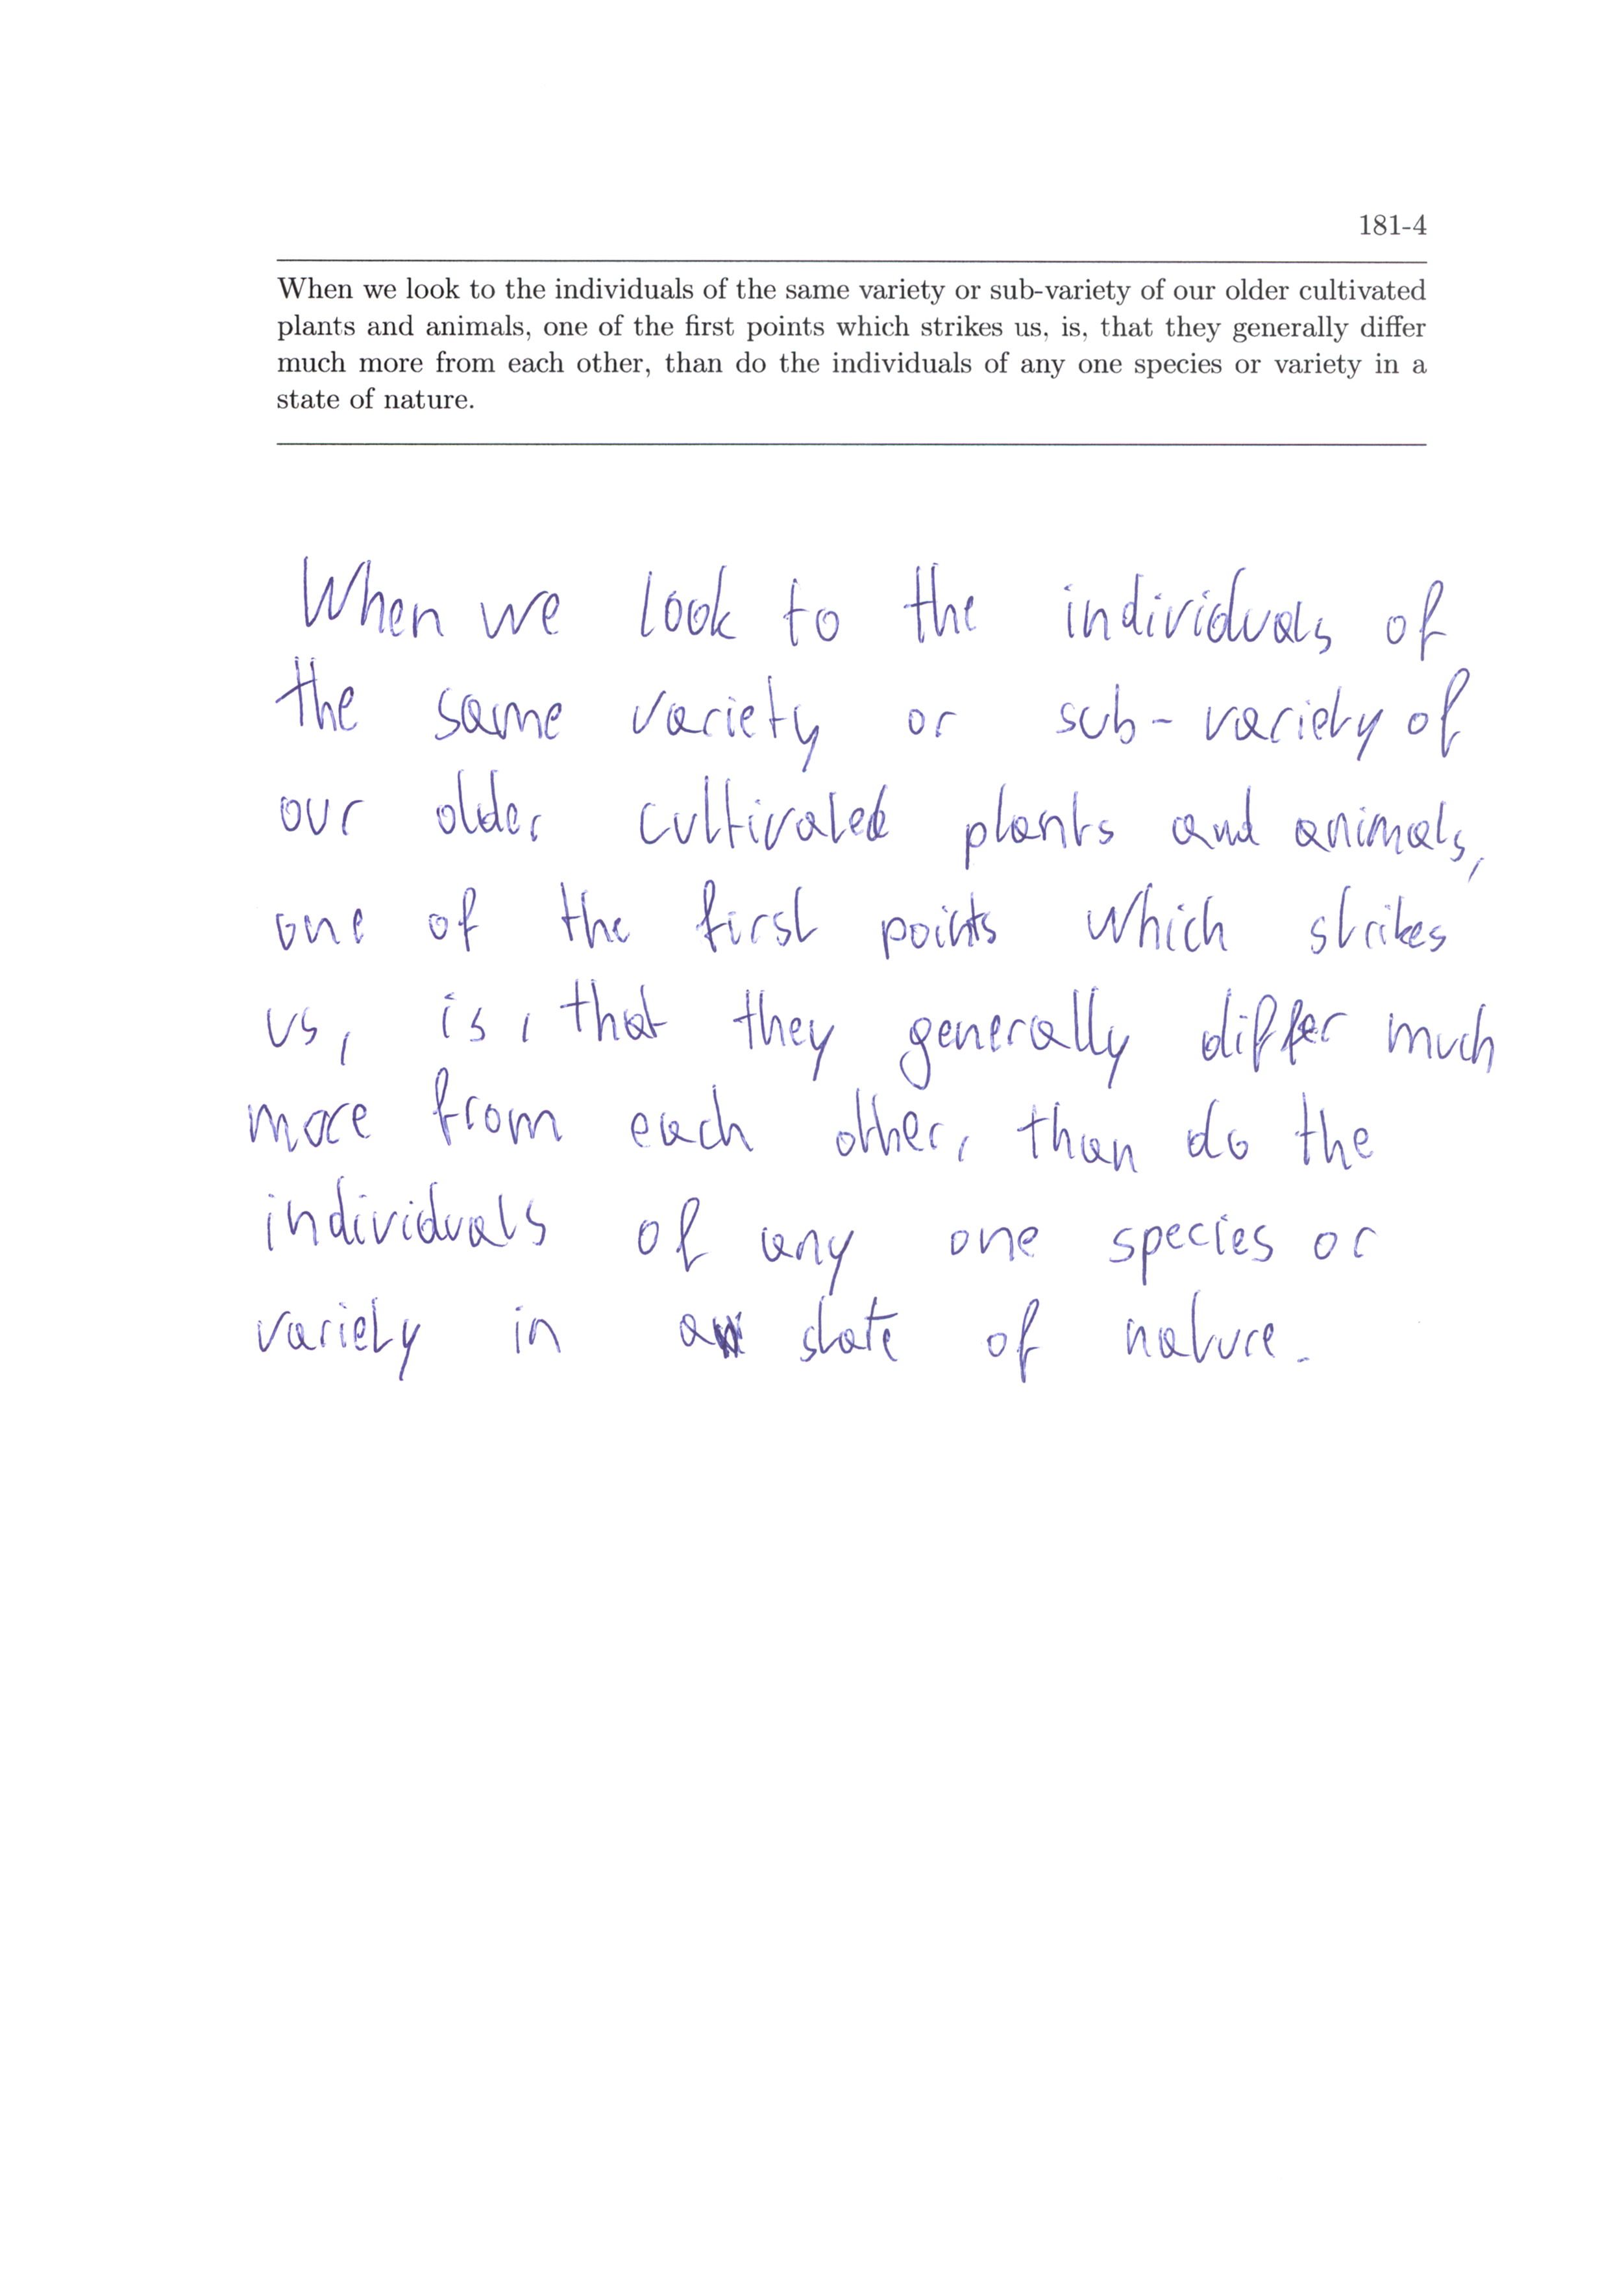 181-4
When we look to the individuals of the same variety or sub-variety of our older cultivated
plants and animals, one of the first points which strikes us, is, that they generally differ
much more from each other, than do the individuals of any one species or variety in a
state of nature.
When we look to the individuals of
the same variety or sub-variety of
our older cultivated plants and animals,
one of the first points which strikes
us, is, that they generally differ much
more from each other, than do the
individuals of any one species or
variety in a state of nature.